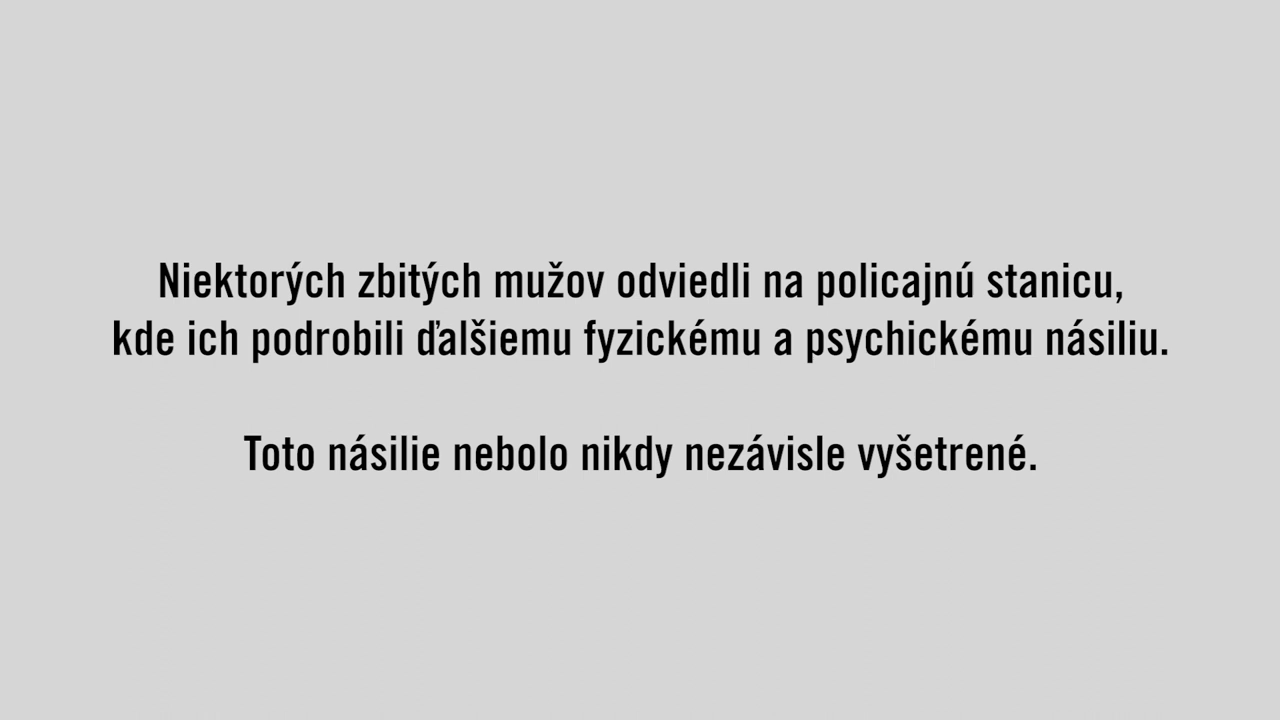 Niektorých zbitých mužov odviedli na policajnú stanicu,
kde ich podrobili ďalšiemu fyzickému a psychickému násiliu.
Toto násilie nebolo nikdy nezávisle vyšetrené.